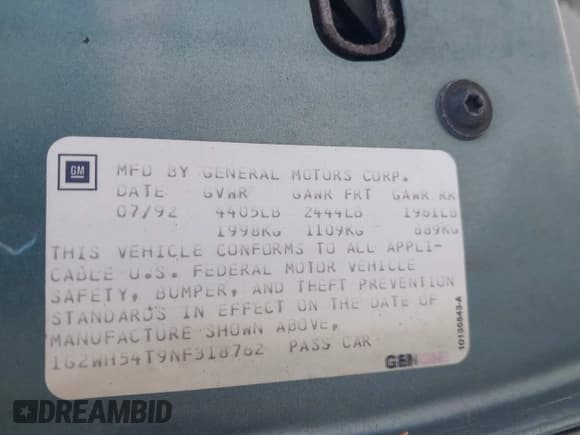 GM
MFD BY GENERAL MOTORS CORP.
DATE GVWR GAWR FRT GAWR RR
07/92 4405LB 2444LB 1961LB
1998KG 1109KG 889KG
THIS VEHICLE CONFORMS TO ALL APPLI-
CABLE U.S. FEDERAL MOTOR VEHICLE
SAFETY, BUMPER, AND THEFT PREVENTION
STANDARDS IN EFFECT ON THE DATE OF
MANUFACTURE SHOWN ABOVE.
1G2WH54T9NF318762 PASS CAR
10135543-A
DREAMBID